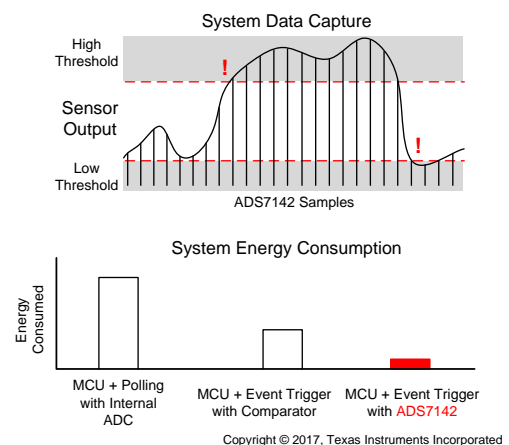 System Data Capture
High
Threshold
!
Sensor
Output
!
Low
Threshold
ADS7142 Samples
System Energy Consumption
Energy
Consumed
MCU + Polling
with Internal
ADC
MCU + Event Trigger
with Comparator
MCU + Event Trigger
with ADS7142
Copyright © 2017, Texas Instruments Incorporated